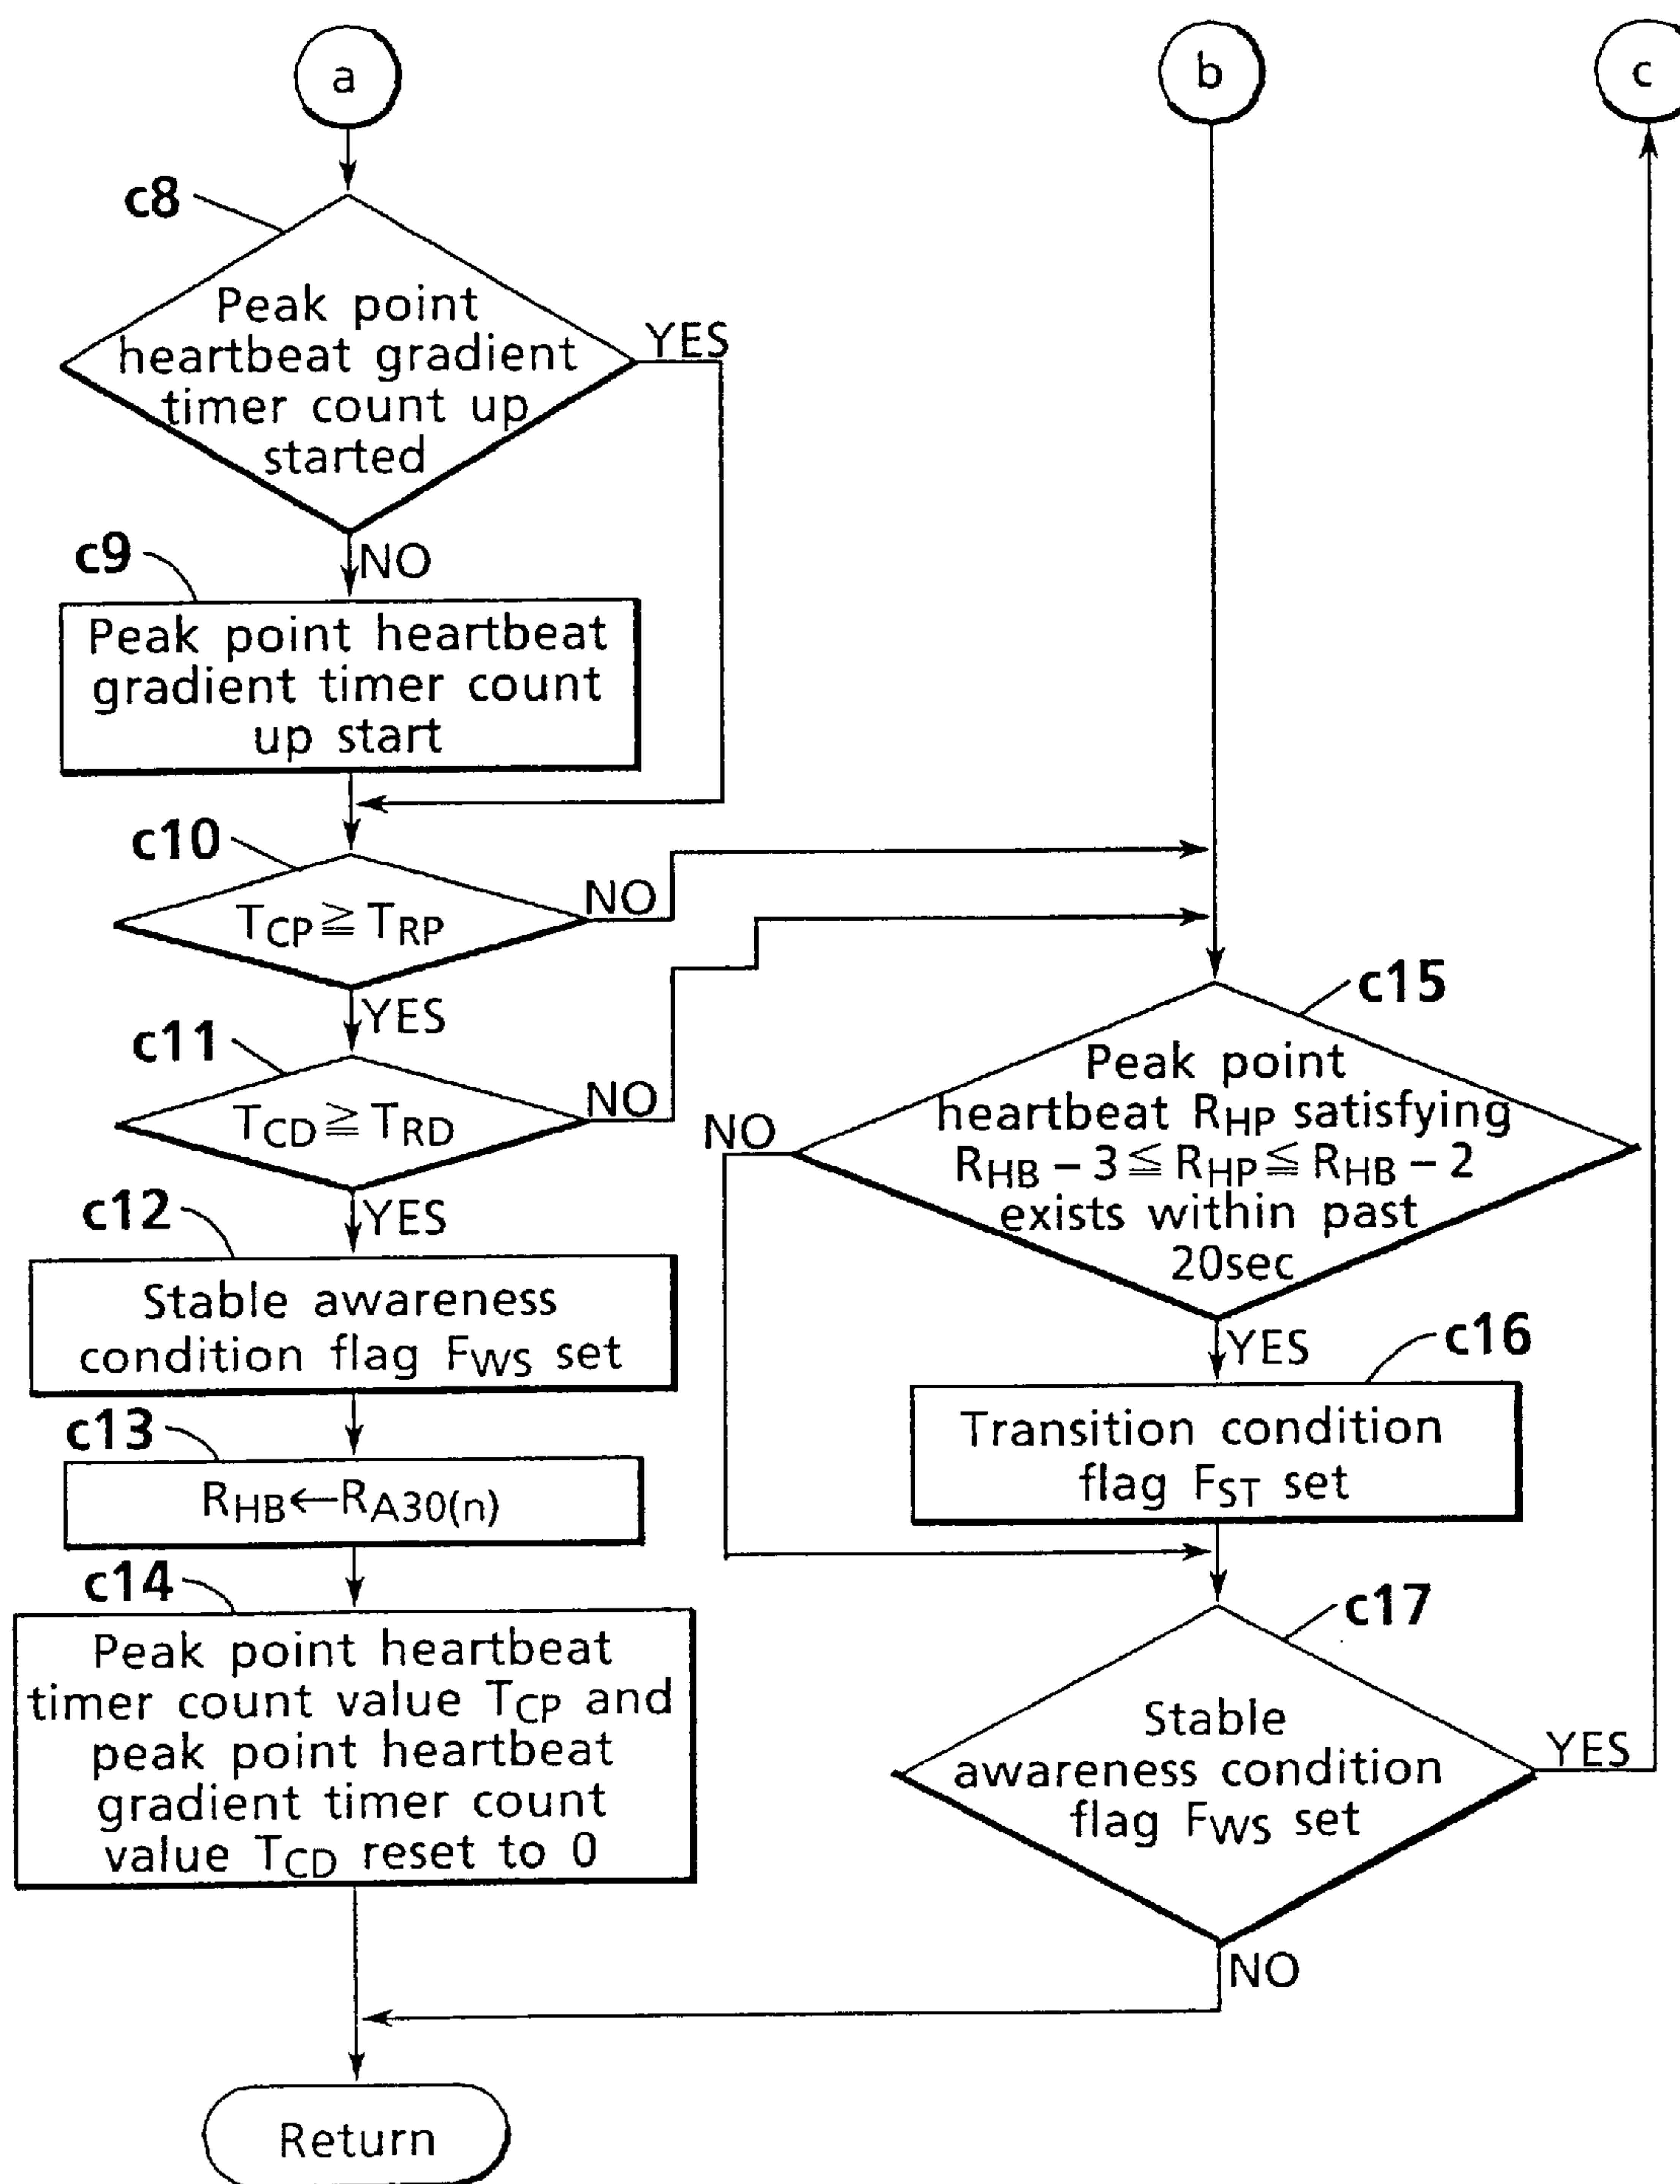 a
b
c
c8
Peak point
heartbeat gradient
timer count up
started
YES
NO
c9
Peak point heartbeat
gradient timer count
up start
c10
TCP ≧ TRP
NO
YES
c11
TCD ≧ TRD
NO
YES
c12
Stable awareness
condition flag FWS set
c13
RHB←RA30(n)
c14
Peak point heartbeat
timer count value TCP and
peak point heartbeat
gradient timer count
value TCD reset to 0
c15
Peak point
heartbeat RHP satisfying
RHB – 3 ≦ RHP ≦ RHB – 2
exists within past
20sec
NO
YES
c16
Transition condition
flag FST set
c17
Stable
awareness condition
flag FWS set
YES
NO
Return